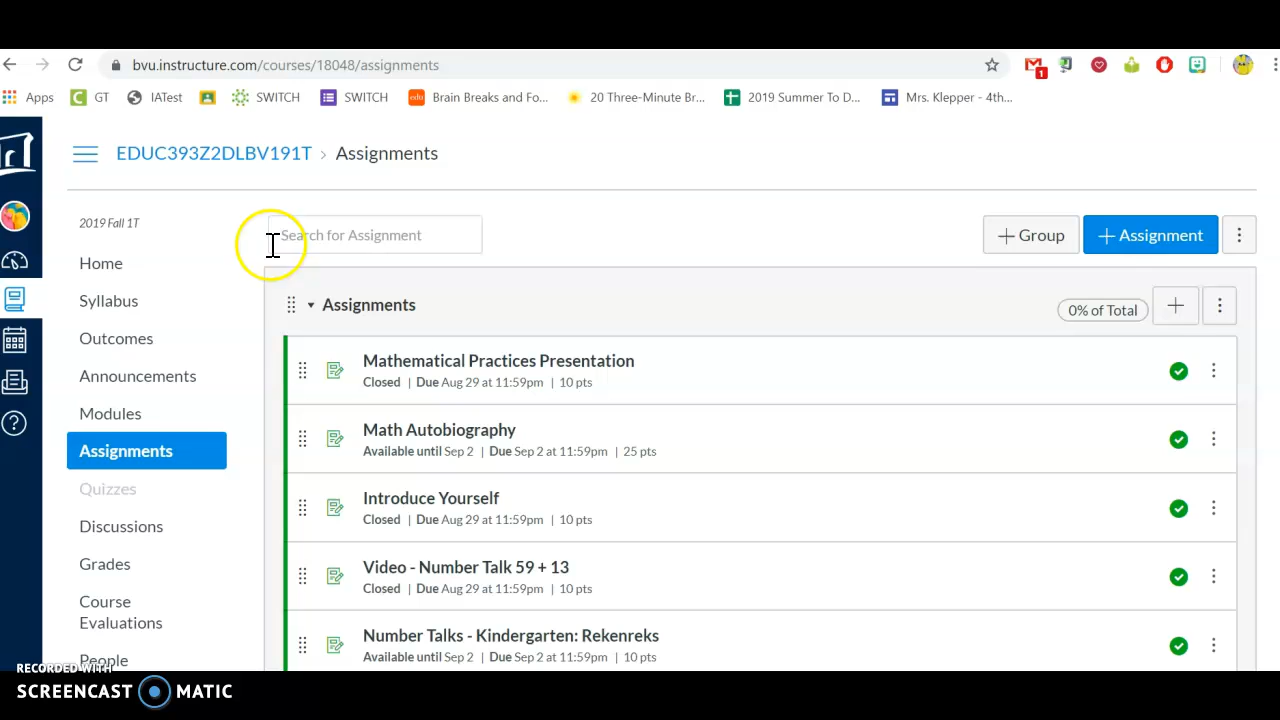 bvu.instructure.com/courses/18048/assignments
1
Apps GT IATest SWITCH SWITCH edu Brain Breaks and Fo... 20 Three-Minute Br... 2019 Summer To D... Mrs. Klepper - 4th...
EDUC393Z2DLBV191T > Assignments
2019 Fall 1T
Search for Assignment
+ Group
+ Assignment
Home
Syllabus
Outcomes
Announcements
Modules
Assignments
Quizzes
Discussions
Grades
Course
Evaluations
People
Assignments
0% of Total
+
Mathematical Practices Presentation
Closed | Due Aug 29 at 11:59pm | 10 pts
Math Autobiography
Available until Sep 2 | Due Sep 2 at 11:59pm | 25 pts
Introduce Yourself
Closed | Due Aug 29 at 11:59pm | 10 pts
Video - Number Talk 59 + 13
Closed | Due Aug 29 at 11:59pm | 10 pts
Number Talks - Kindergarten: Rekenreks
Available until Sep 2 | Due Sep 2 at 11:59pm | 10 pts
RECORDED WITH
SCREENCAST MATIC